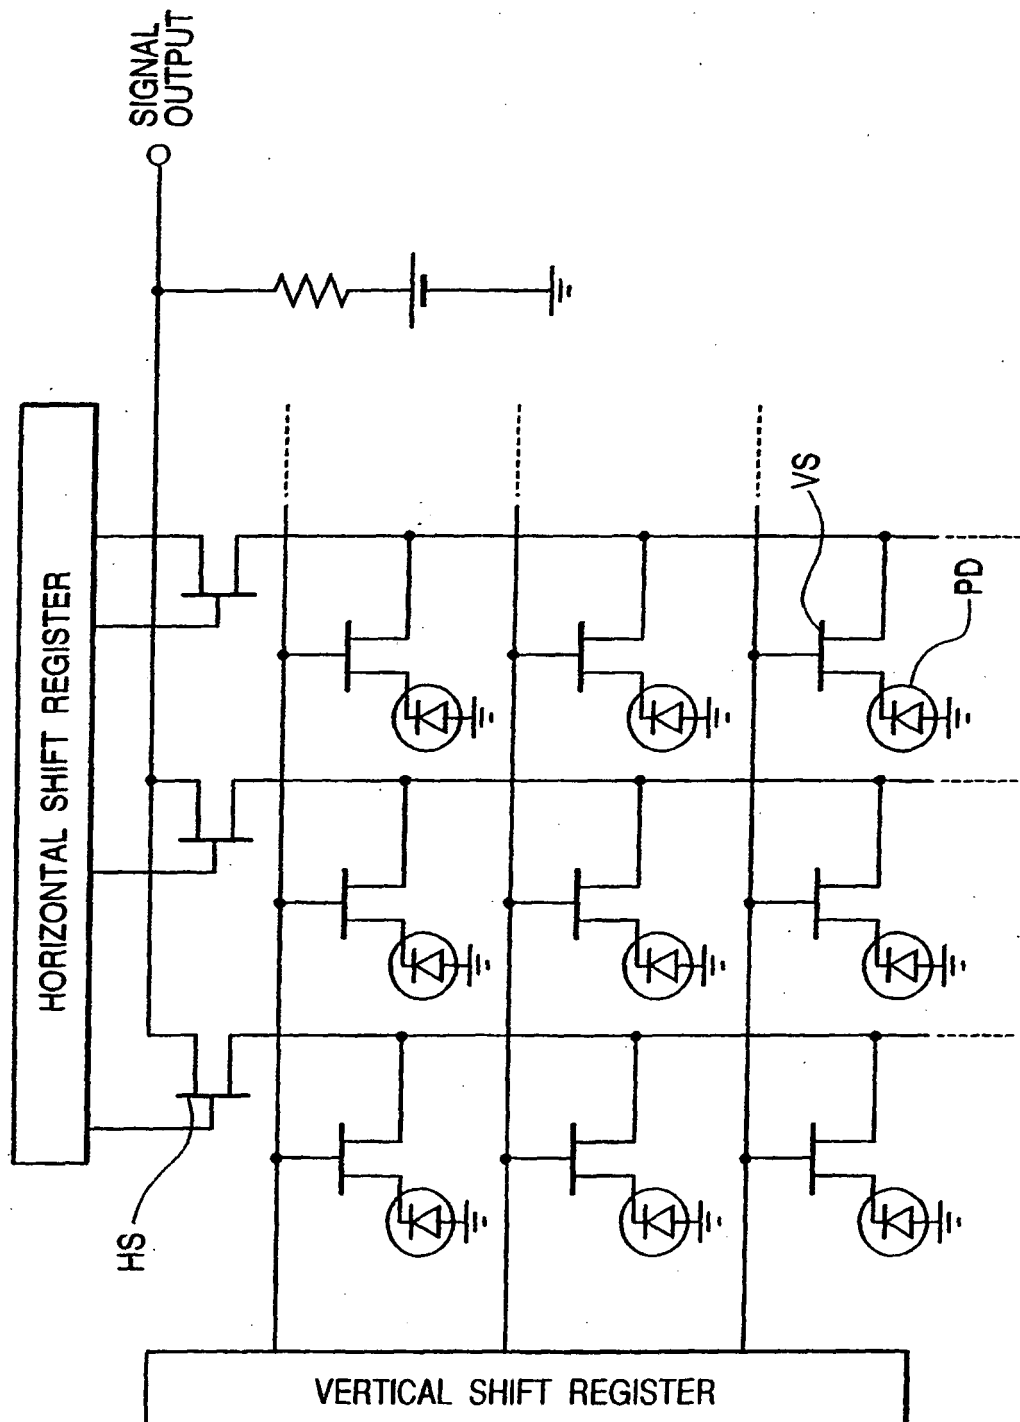 SIGNAL
OUTPUT
HORIZONTAL SHIFT REGISTER
VS
PD
HS
VERTICAL SHIFT REGISTER